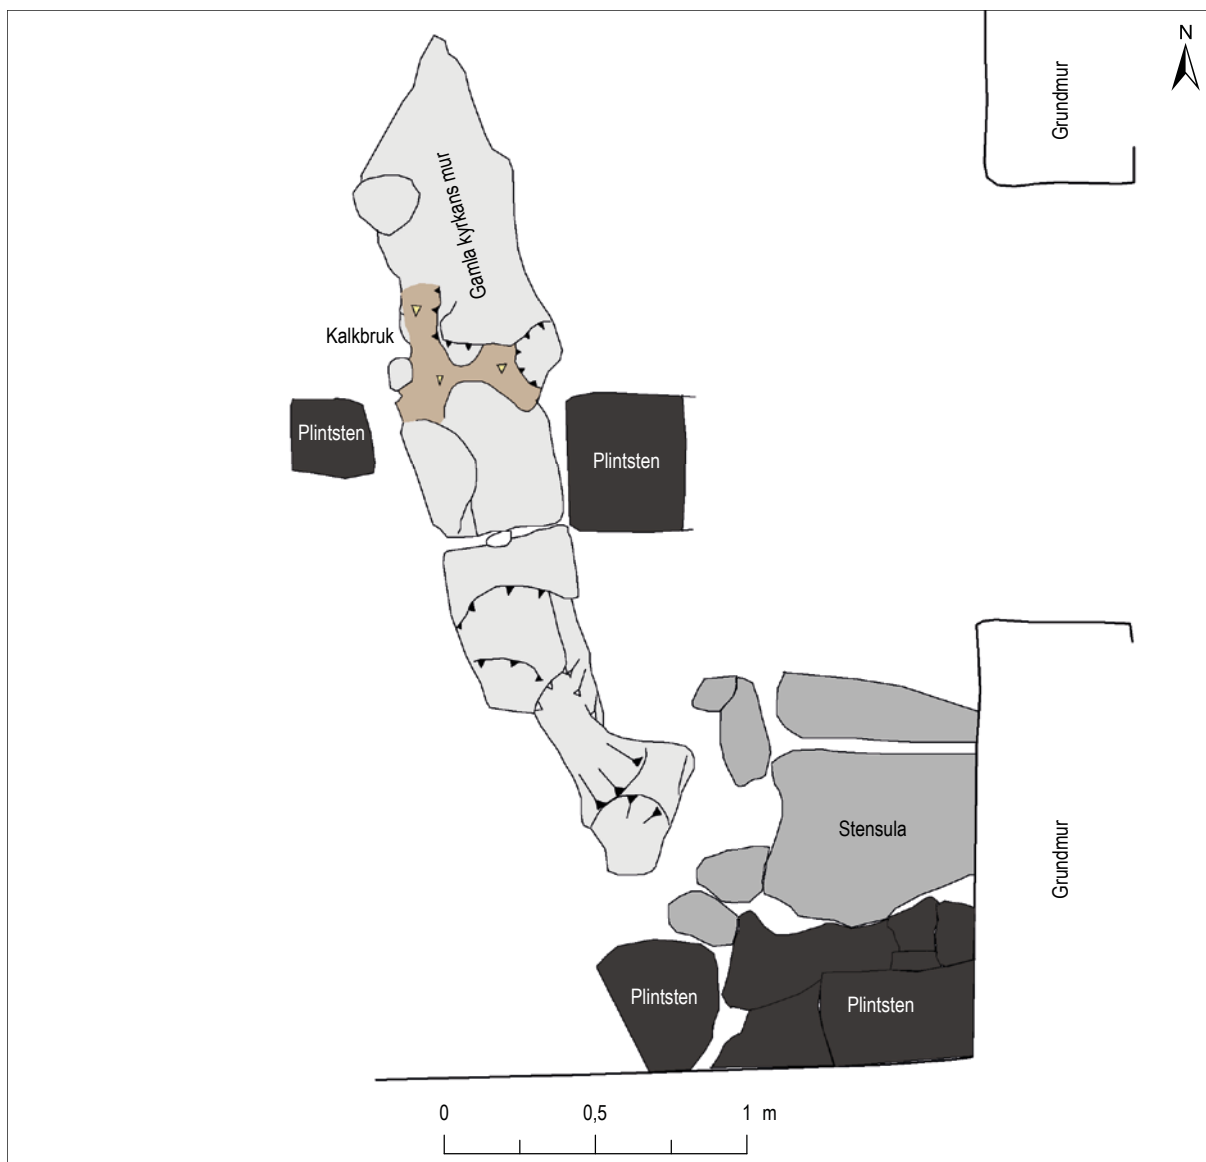 N
Grundmur
Gamla kyrkans mur
Kalkbruk
Plintsten
Plintsten
Stensula
Grundmur
Plintsten
Plintsten
0 0,5 1 m